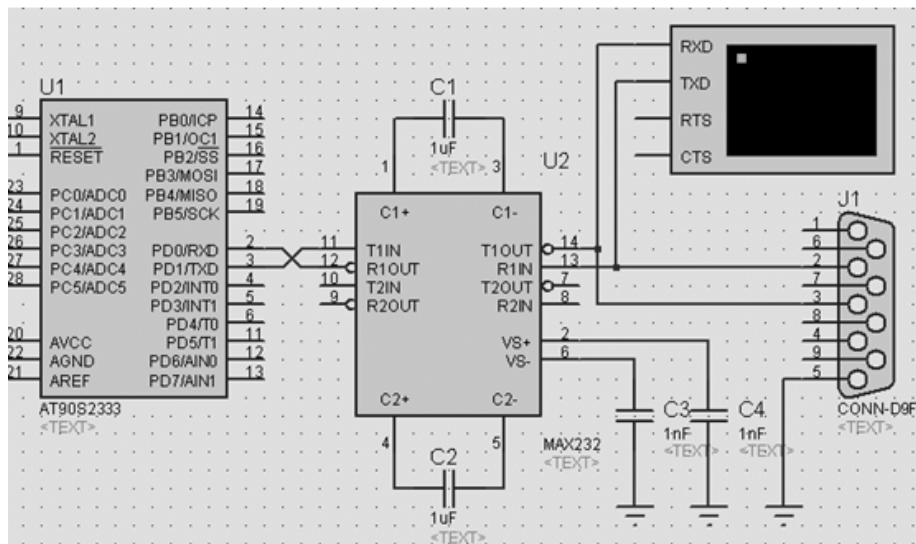 U1
9 XTAL1
10 XTAL2
1 RESET
23 PC0/ADC0
24 PC1/ADC1
25 PC2/ADC2
26 PC3/ADC3
27 PC4/ADC4
28 PC5/ADC5
20 AVCC
22 AGND
21 AREF
PB0/ICP 14
PB1/OC1 15
PB2/SS 16
PB3/MOSI 17
PB4/MISO 18
PB5/SCK 19
PD0/RXD 2
PD1/TXD 3
PD2/INT0 4
PD3/INT1 5
PD4/T0 6
PD5/T1 11
PD6/AIN0 12
PD7/AIN1 13
AT90S2333
<TEXT>
C1
1uF
<TEXT>
1
3
U2
C1+
C1-
11 T1IN
12 R1OUT
10 T2IN
9 R2OUT
T1OUT 14
R1IN 13
T2OUT 7
R2IN 8
VS+ 2
VS- 6
C2+
C2-
4
5
MAX232
<TEXT>
C2
1uF
<TEXT>
C3
1nF
<TEXT>
C4
1nF
<TEXT>
RXD
TXD
RTS
CTS
J1
1
6
2
7
3
8
4
9
5
CONN-D9F
<TEXT>